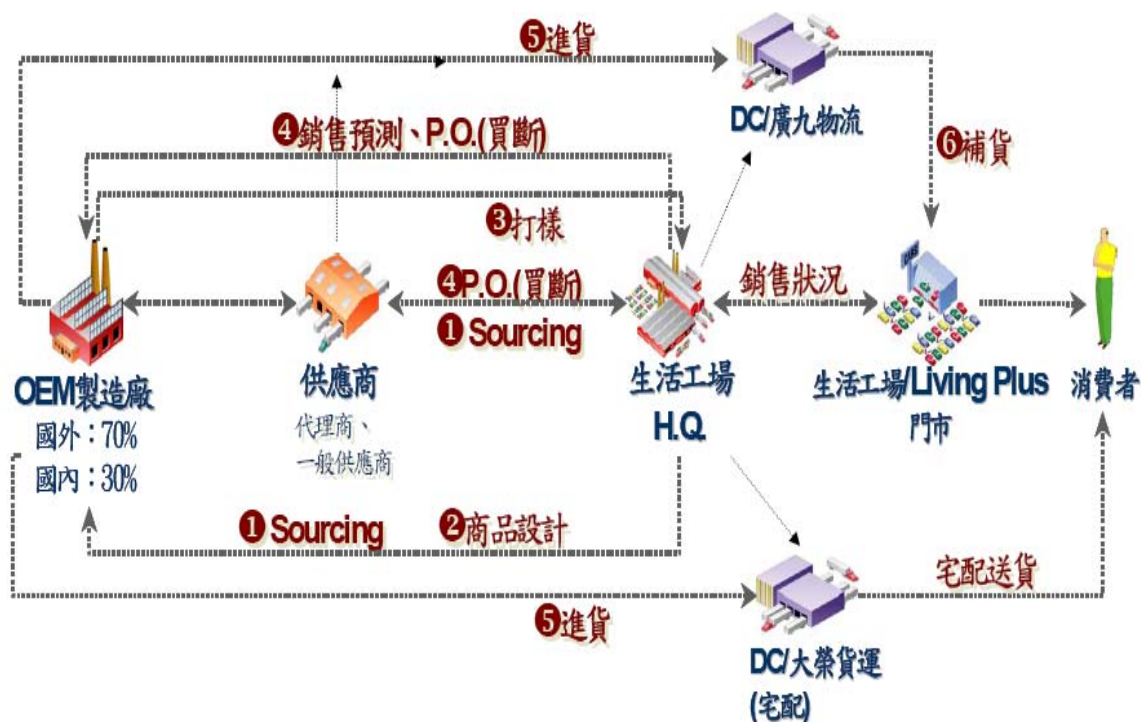 ❺進貨
DC/廣九物流
❹銷售預測、P.O.(買斷)
❻補貨
❸打樣
❹P.O.(買斷)
銷售狀況
❶ Sourcing
OEM製造廠
國外：70%
國內：30%
供應商
代理商、
一般供應商
生活工場
H.Q.
生活工場/Living Plus
門市
消費者
❶ Sourcing ❷商品設計
宅配送貨
❺進貨
DC/大榮貨運
(宅配)